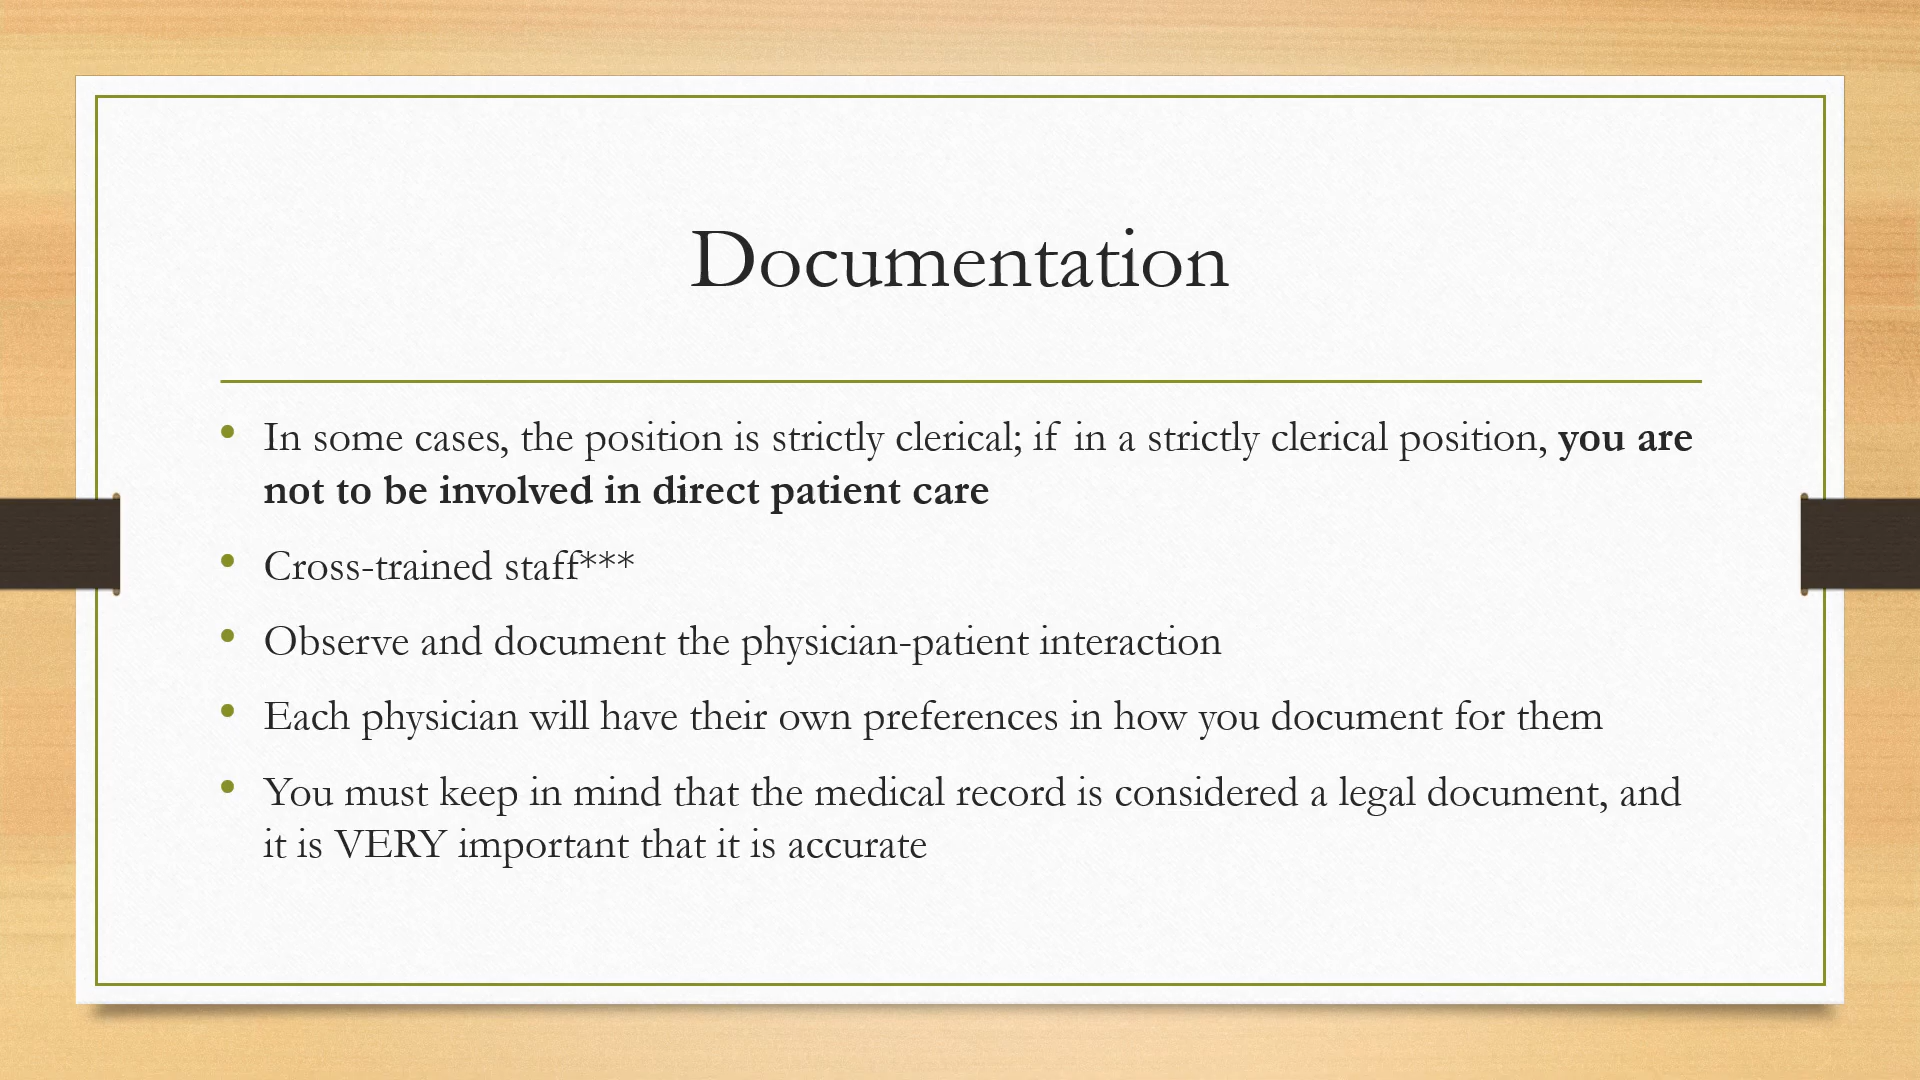 Documentation
• In some cases, the position is strictly clerical; if in a strictly clerical position, you are
not to be involved in direct patient care
• Cross-trained staff***
• Observe and document the physician-patient interaction
• Each physician will have their own preferences in how you document for them
• You must keep in mind that the medical record is considered a legal document, and
it is VERY important that it is accurate